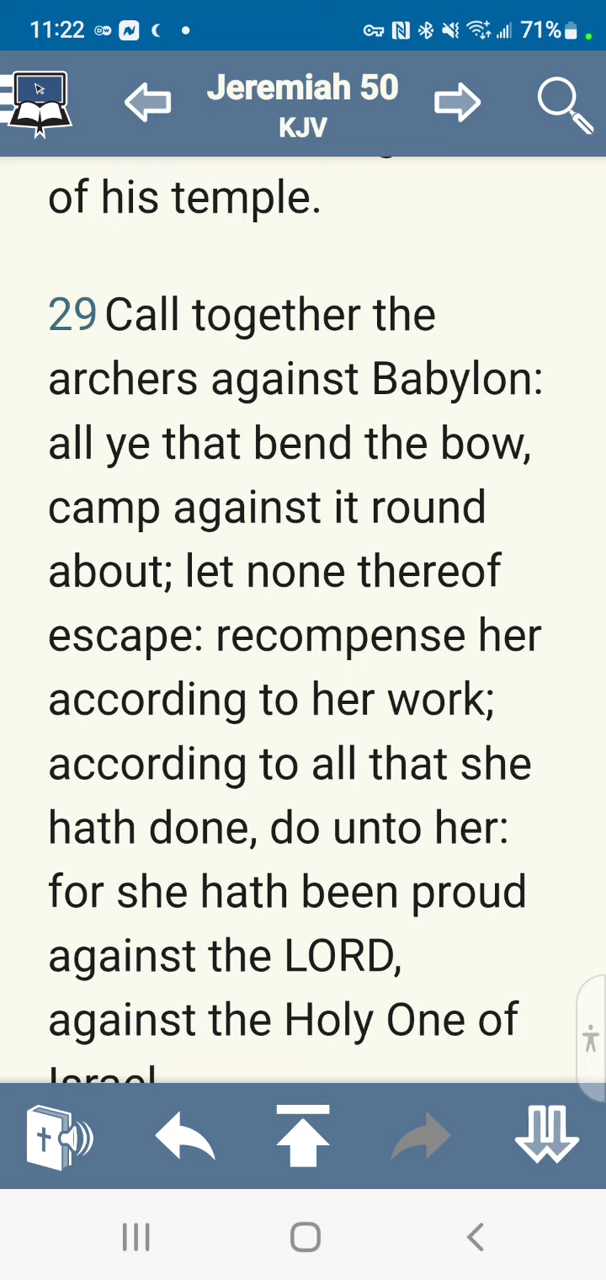 11:22
71%
Jeremiah 50
KJV
of his temple.
29 Call together the
archers against Babylon:
all ye that bend the bow,
camp against it round
about; let none thereof
escape: recompense her
according to her work;
according to all that she
hath done, do unto her:
for she hath been proud
against the LORD,
against the Holy One of
Israel.